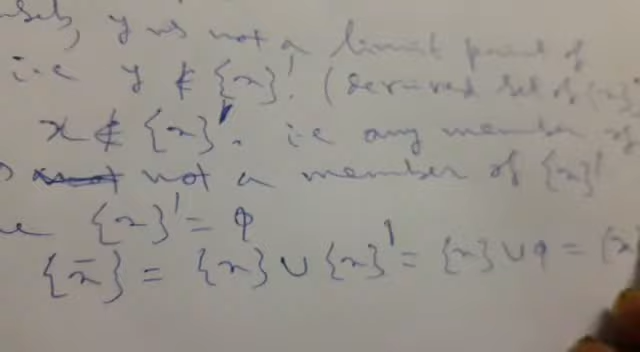 y is not a limit point of
i.e y ∉ {x}'. (derived set of {x}'
x ∉ {x}'. i.e any member of
not a member of {x}'
{x}' = φ
{x̄} = {x} ∪ {x}' = {x} ∪ φ = {x}